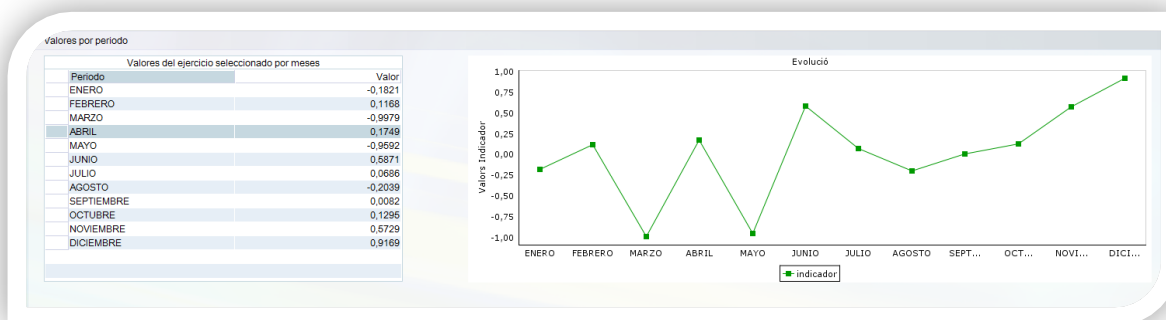 Valores por periodo
Valores del ejercicio seleccionado por meses
Periodo Valor
ENERO -0,1821
FEBRERO 0,1168
MARZO -0,9979
ABRIL 0,1749
MAYO -0,9592
JUNIO 0,5871
JULIO 0,0686
AGOSTO -0,2039
SEPTIEMBRE 0,0082
OCTUBRE 0,1295
NOVIEMBRE 0,5729
DICIEMBRE 0,9169
Evolució
Valors Indicador
1,00
0,75
0,50
0,25
0,00
-0,25
-0,50
-0,75
-1,00
ENERO FEBRERO MARZO ABRIL MAYO JUNIO JULIO AGOSTO SEPT... OCT... NOVI... DICI...
indicador